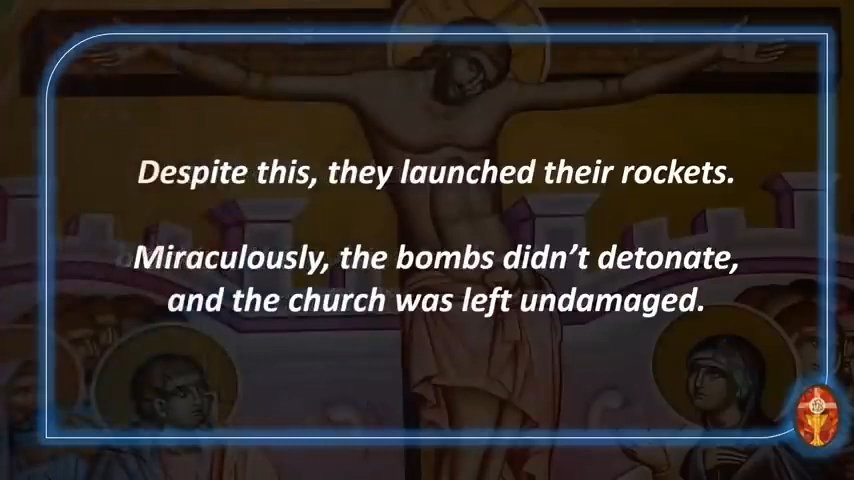 Despite this, they launched their rockets.
Miraculously, the bombs didn't detonate,
and the church was left undamaged.